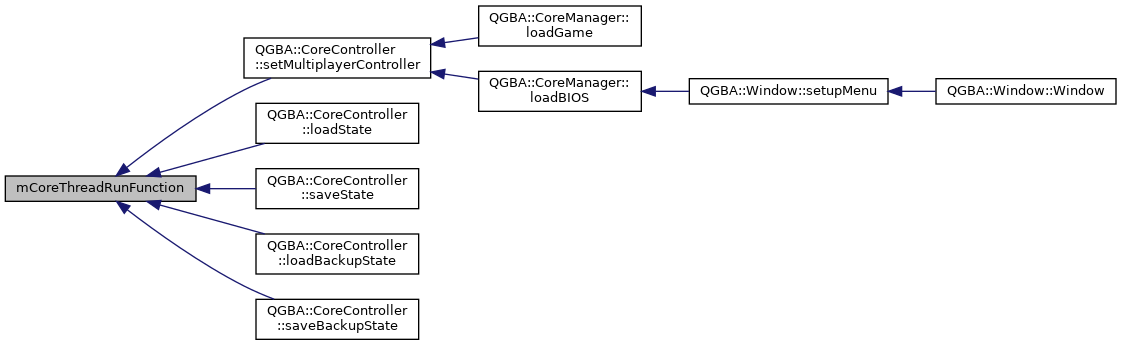 mCoreThreadRunFunction
QGBA::CoreController
::setMultiplayerController
QGBA::CoreManager::
loadGame
QGBA::CoreManager::
loadBIOS
QGBA::Window::setupMenu
QGBA::Window::Window
QGBA::CoreController
::loadState
QGBA::CoreController
::saveState
QGBA::CoreController
::loadBackupState
QGBA::CoreController
::saveBackupState